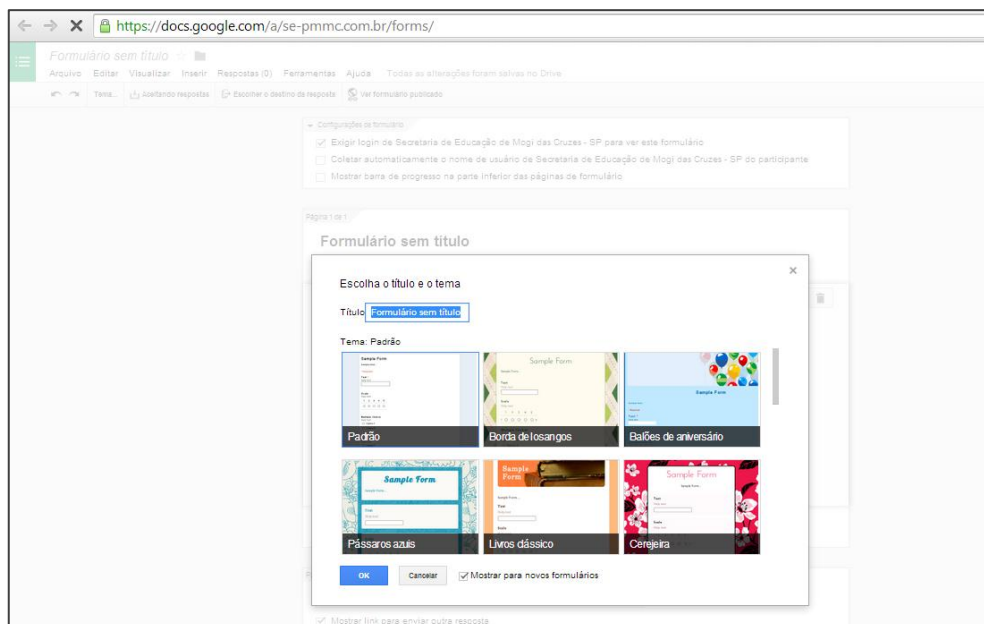 https://docs.google.com/a/se-pmmc.com.br/forms/
Formulário sem título
Arquivo Editar Visualizar Inserir Respostas (0) Ferramentas Ajuda Todas as alterações foram salvas no Drive
Tema... Aceitando respostas Escolher o destino da resposta Ver formulário publicado
Configurações do formulário
Exigir login de Secretaria de Educação de Mogi das Cruzes - SP para ver este formulário
Coletar automaticamente o nome de usuário de Secretaria de Educação de Mogi das Cruzes - SP do participante
Mostrar barra de progresso na parte inferior das páginas de formulário
Página 1 de 1
Formulário sem título
Escolha o título e o tema
Título Formulário sem título
Tema: Padrão
Sample Form
Sample Form
Sample Form
Padrão
Borda de losangos
Balões de aniversário
Sample Form
Sample Form
Sample Form
Pássaros azuis
Livros clássico
Cerejeira
OK Cancelar Mostrar para novos formulários
Mostrar link para enviar outra resposta